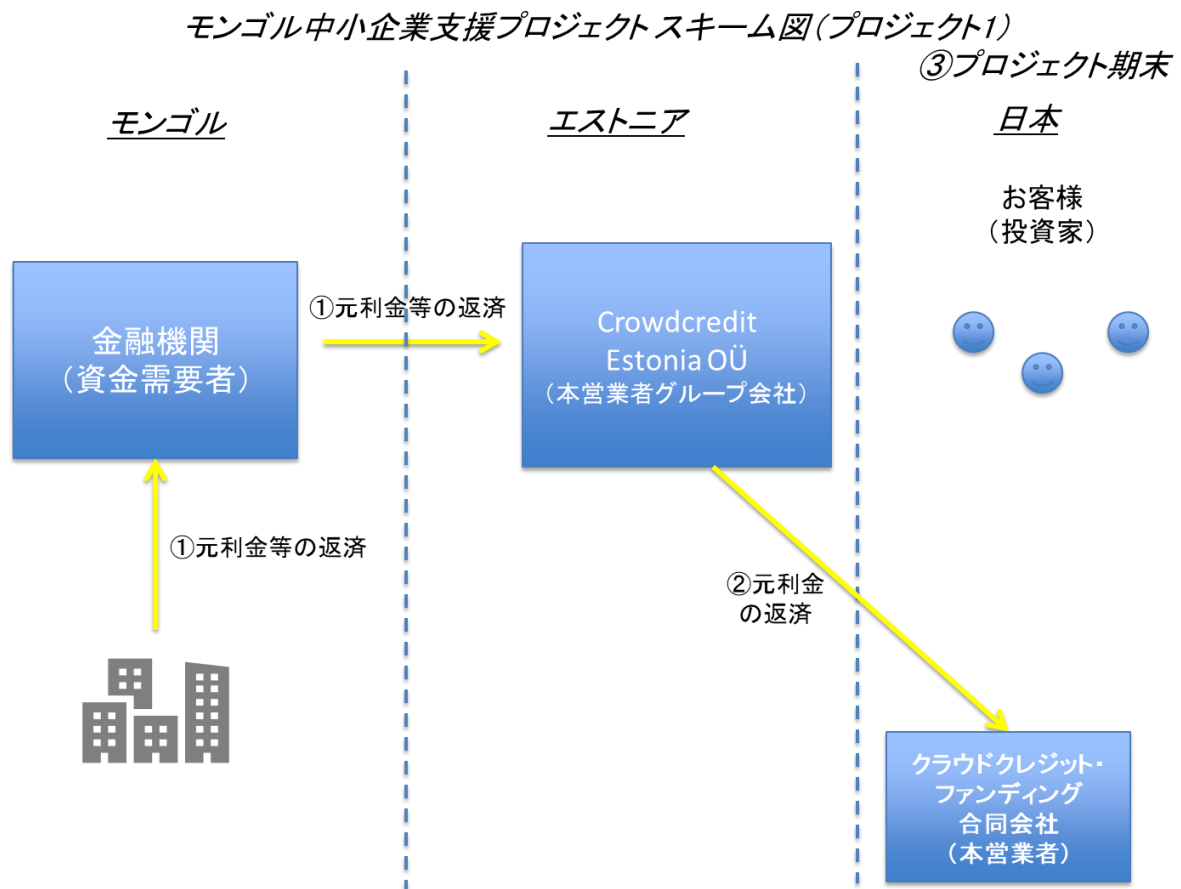 モンゴル中小企業支援プロジェクト スキーム図（プロジェクト1）
③プロジェクト期末
モンゴル
エストニア
日本
お客様
（投資家）
金融機関
（資金需要者）
①元利金等の返済
Crowdcredit
Estonia OÜ
（本営業者グループ会社）
①元利金等の返済
②元利金
の返済
クラウドクレジット・
ファンディング
合同会社
（本営業者）